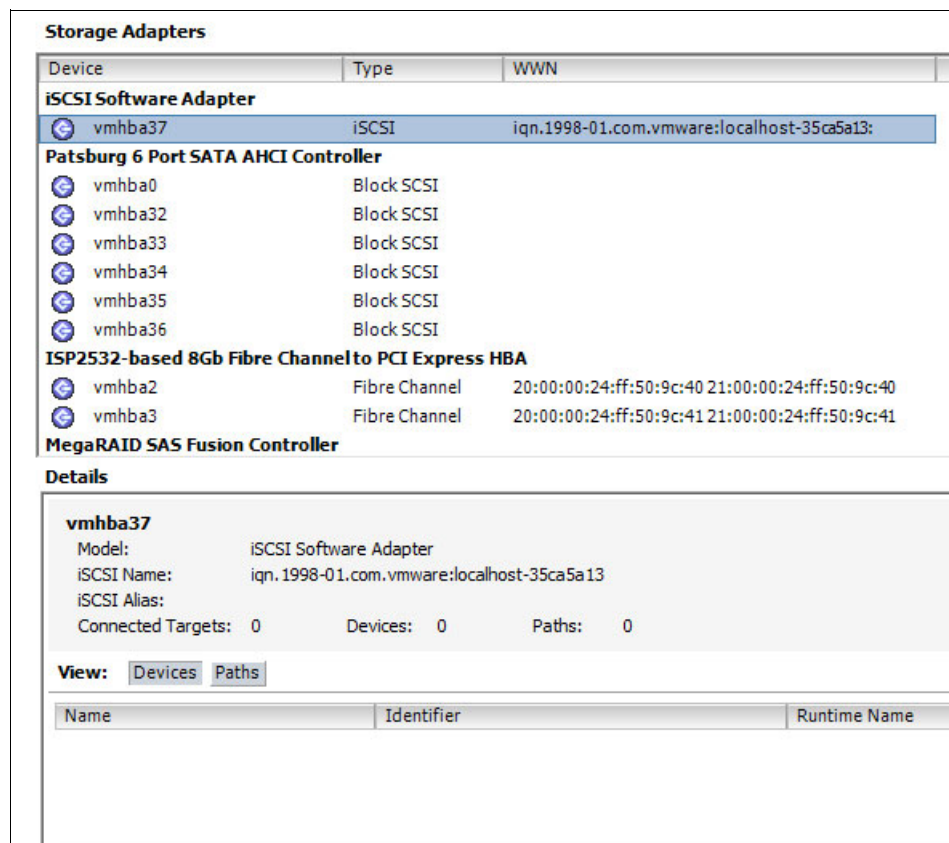 Storage Adapters
Device Type WWN
iSCSI Software Adapter
vmhba37 iSCSI iqn.1998-01.com.vmware:localhost-35ca5a13:
Patsburg 6 Port SATA AHCI Controller
vmhba0 Block SCSI
vmhba32 Block SCSI
vmhba33 Block SCSI
vmhba34 Block SCSI
vmhba35 Block SCSI
vmhba36 Block SCSI
ISP2532-based 8Gb Fibre Channel to PCI Express HBA
vmhba2 Fibre Channel 20:00:00:24:ff:50:9c:40 21:00:00:24:ff:50:9c:40
vmhba3 Fibre Channel 20:00:00:24:ff:50:9c:41 21:00:00:24:ff:50:9c:41
MegaRAID SAS Fusion Controller
Details
vmhba37
Model: iSCSI Software Adapter
iSCSI Name: iqn.1998-01.com.vmware:localhost-35ca5a13
iSCSI Alias:
Connected Targets: 0 Devices: 0 Paths: 0
View: Devices Paths
Name Identifier Runtime Name